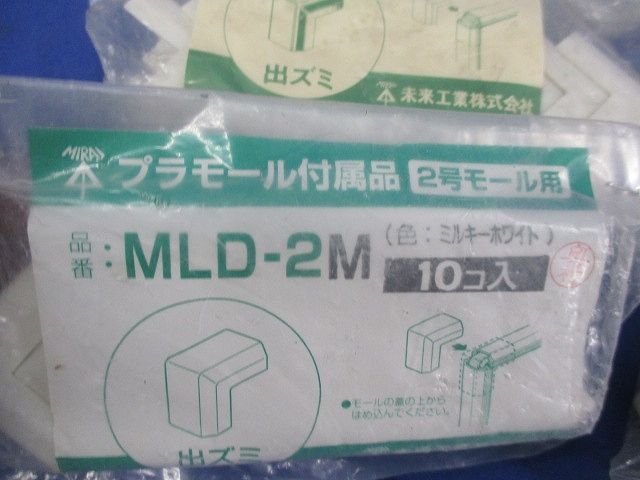 出ズミ
MIRAI 未来工業株式会社
MIRAI プラモール付属品 2号モール用
品番:MLD-2M
(色:ミルキーホワイト)
10コ入
●モールの蓋の上から
はめ込んでください。
出ズミ